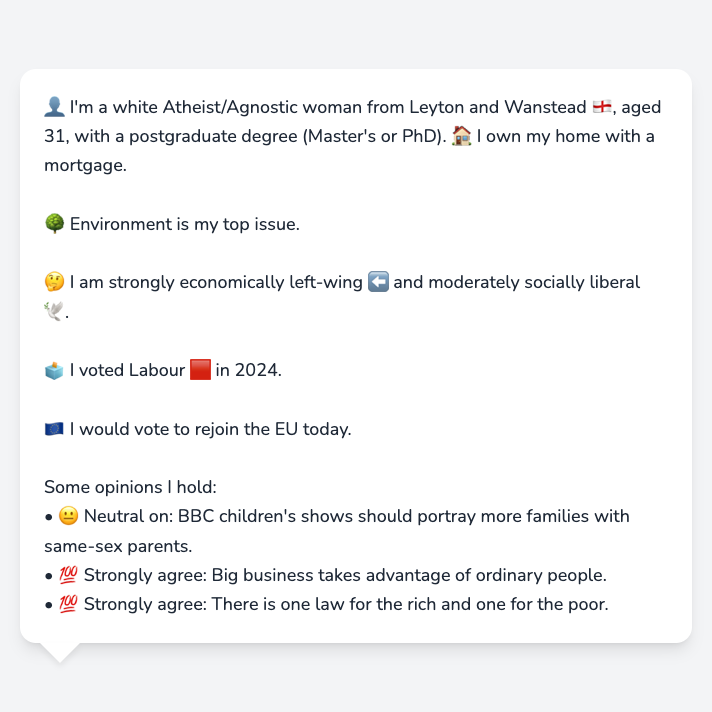 👤 I'm a white Atheist/Agnostic woman from Leyton and Wanstead 🏴󠁧󠁢󠁥󠁮󠁧󠁿, aged
31, with a postgraduate degree (Master's or PhD). 🏠 I own my home with a
mortgage.
🌳 Environment is my top issue.
🤔 I am strongly economically left-wing ⬅️ and moderately socially liberal
🕊️.
🗳️ I voted Labour 🟥 in 2024.
🇪🇺 I would vote to rejoin the EU today.
Some opinions I hold:
• 😐 Neutral on: BBC children's shows should portray more families with
same-sex parents.
• 💯 Strongly agree: Big business takes advantage of ordinary people.
• 💯 Strongly agree: There is one law for the rich and one for the poor.